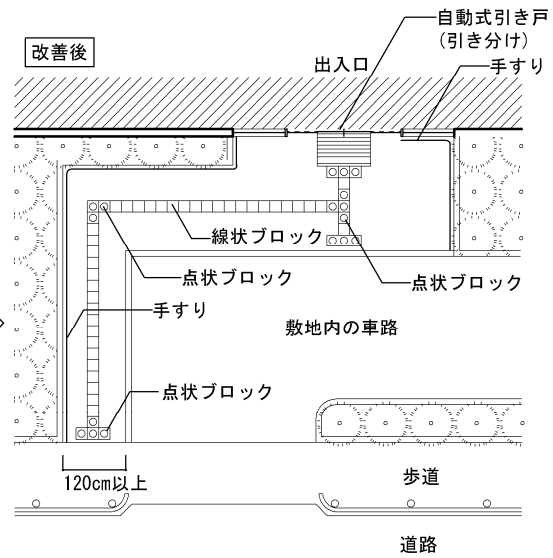 改善後
自動式引き戸
(引き分け)
出入口
手すり
線状ブロック
点状ブロック
点状ブロック
手すり
敷地内の車路
点状ブロック
120cm以上
歩道
道路